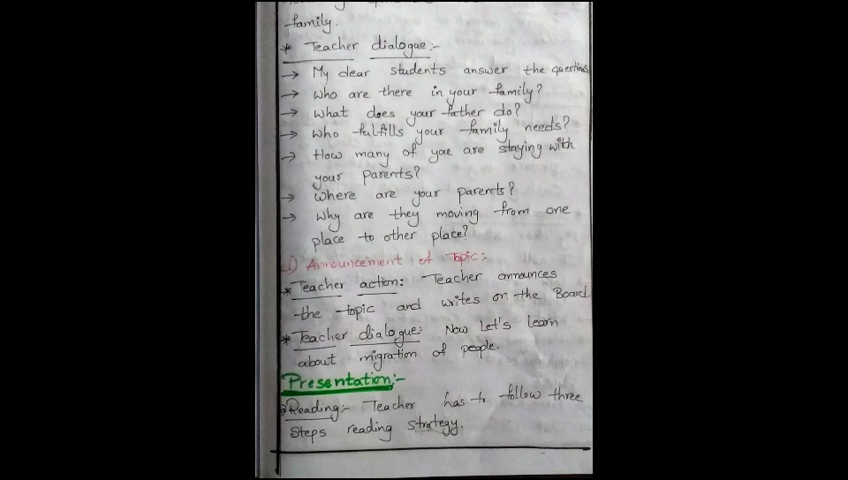 family.
* Teacher dialogue:-
→ My dear students answer the questions
→ Who are there in your family?
→ What does your father do?
→ Who fulfills your family needs?
→ How many of you are staying with
your parents?
→ Where are your parents?
→ Why are they moving from one
place to other place?
d) Announcement of Topic:-
* Teacher action: Teacher announces
the topic and writes on the Board
* Teacher dialogue: Now let's learn
about migration of people.
Presentation:-
Reading:- Teacher has to follow three
Steps reading strategy.